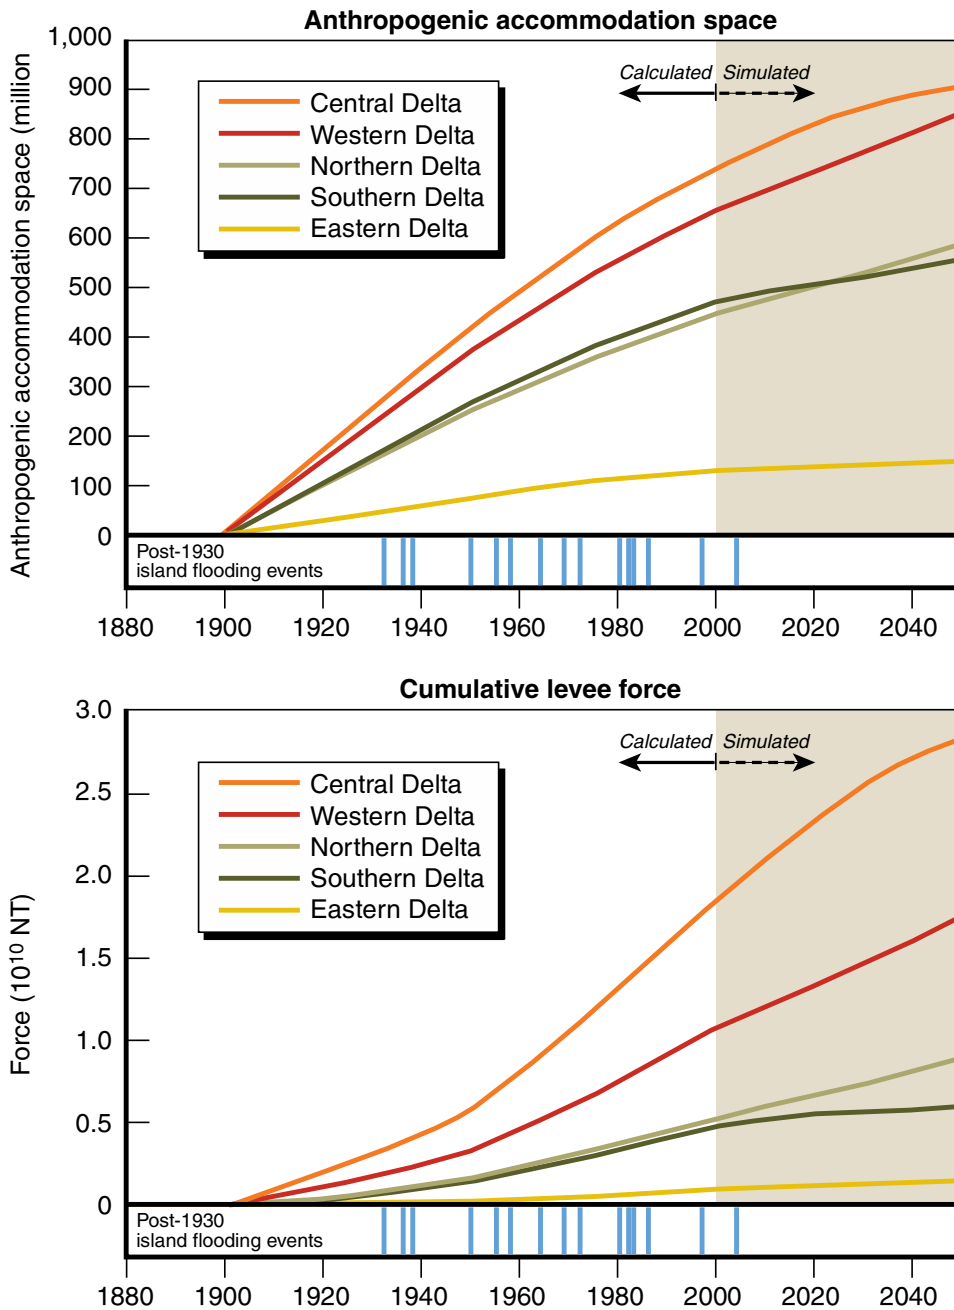 Anthropogenic accommodation space
Anthropogenic accommodation space (million
1,000
900
800
700
600
500
400
300
200
100
0
Calculated Simulated
Central Delta
Western Delta
Northern Delta
Southern Delta
Eastern Delta
Post-1930
island flooding events
1880 1900 1920 1940 1960 1980 2000 2020 2040
Cumulative levee force
Force (10¹⁰ NT)
3.0
2.5
2.0
1.5
1.0
0.5
0
Calculated Simulated
Central Delta
Western Delta
Northern Delta
Southern Delta
Eastern Delta
Post-1930
island flooding events
1880 1900 1920 1940 1960 1980 2000 2020 2040